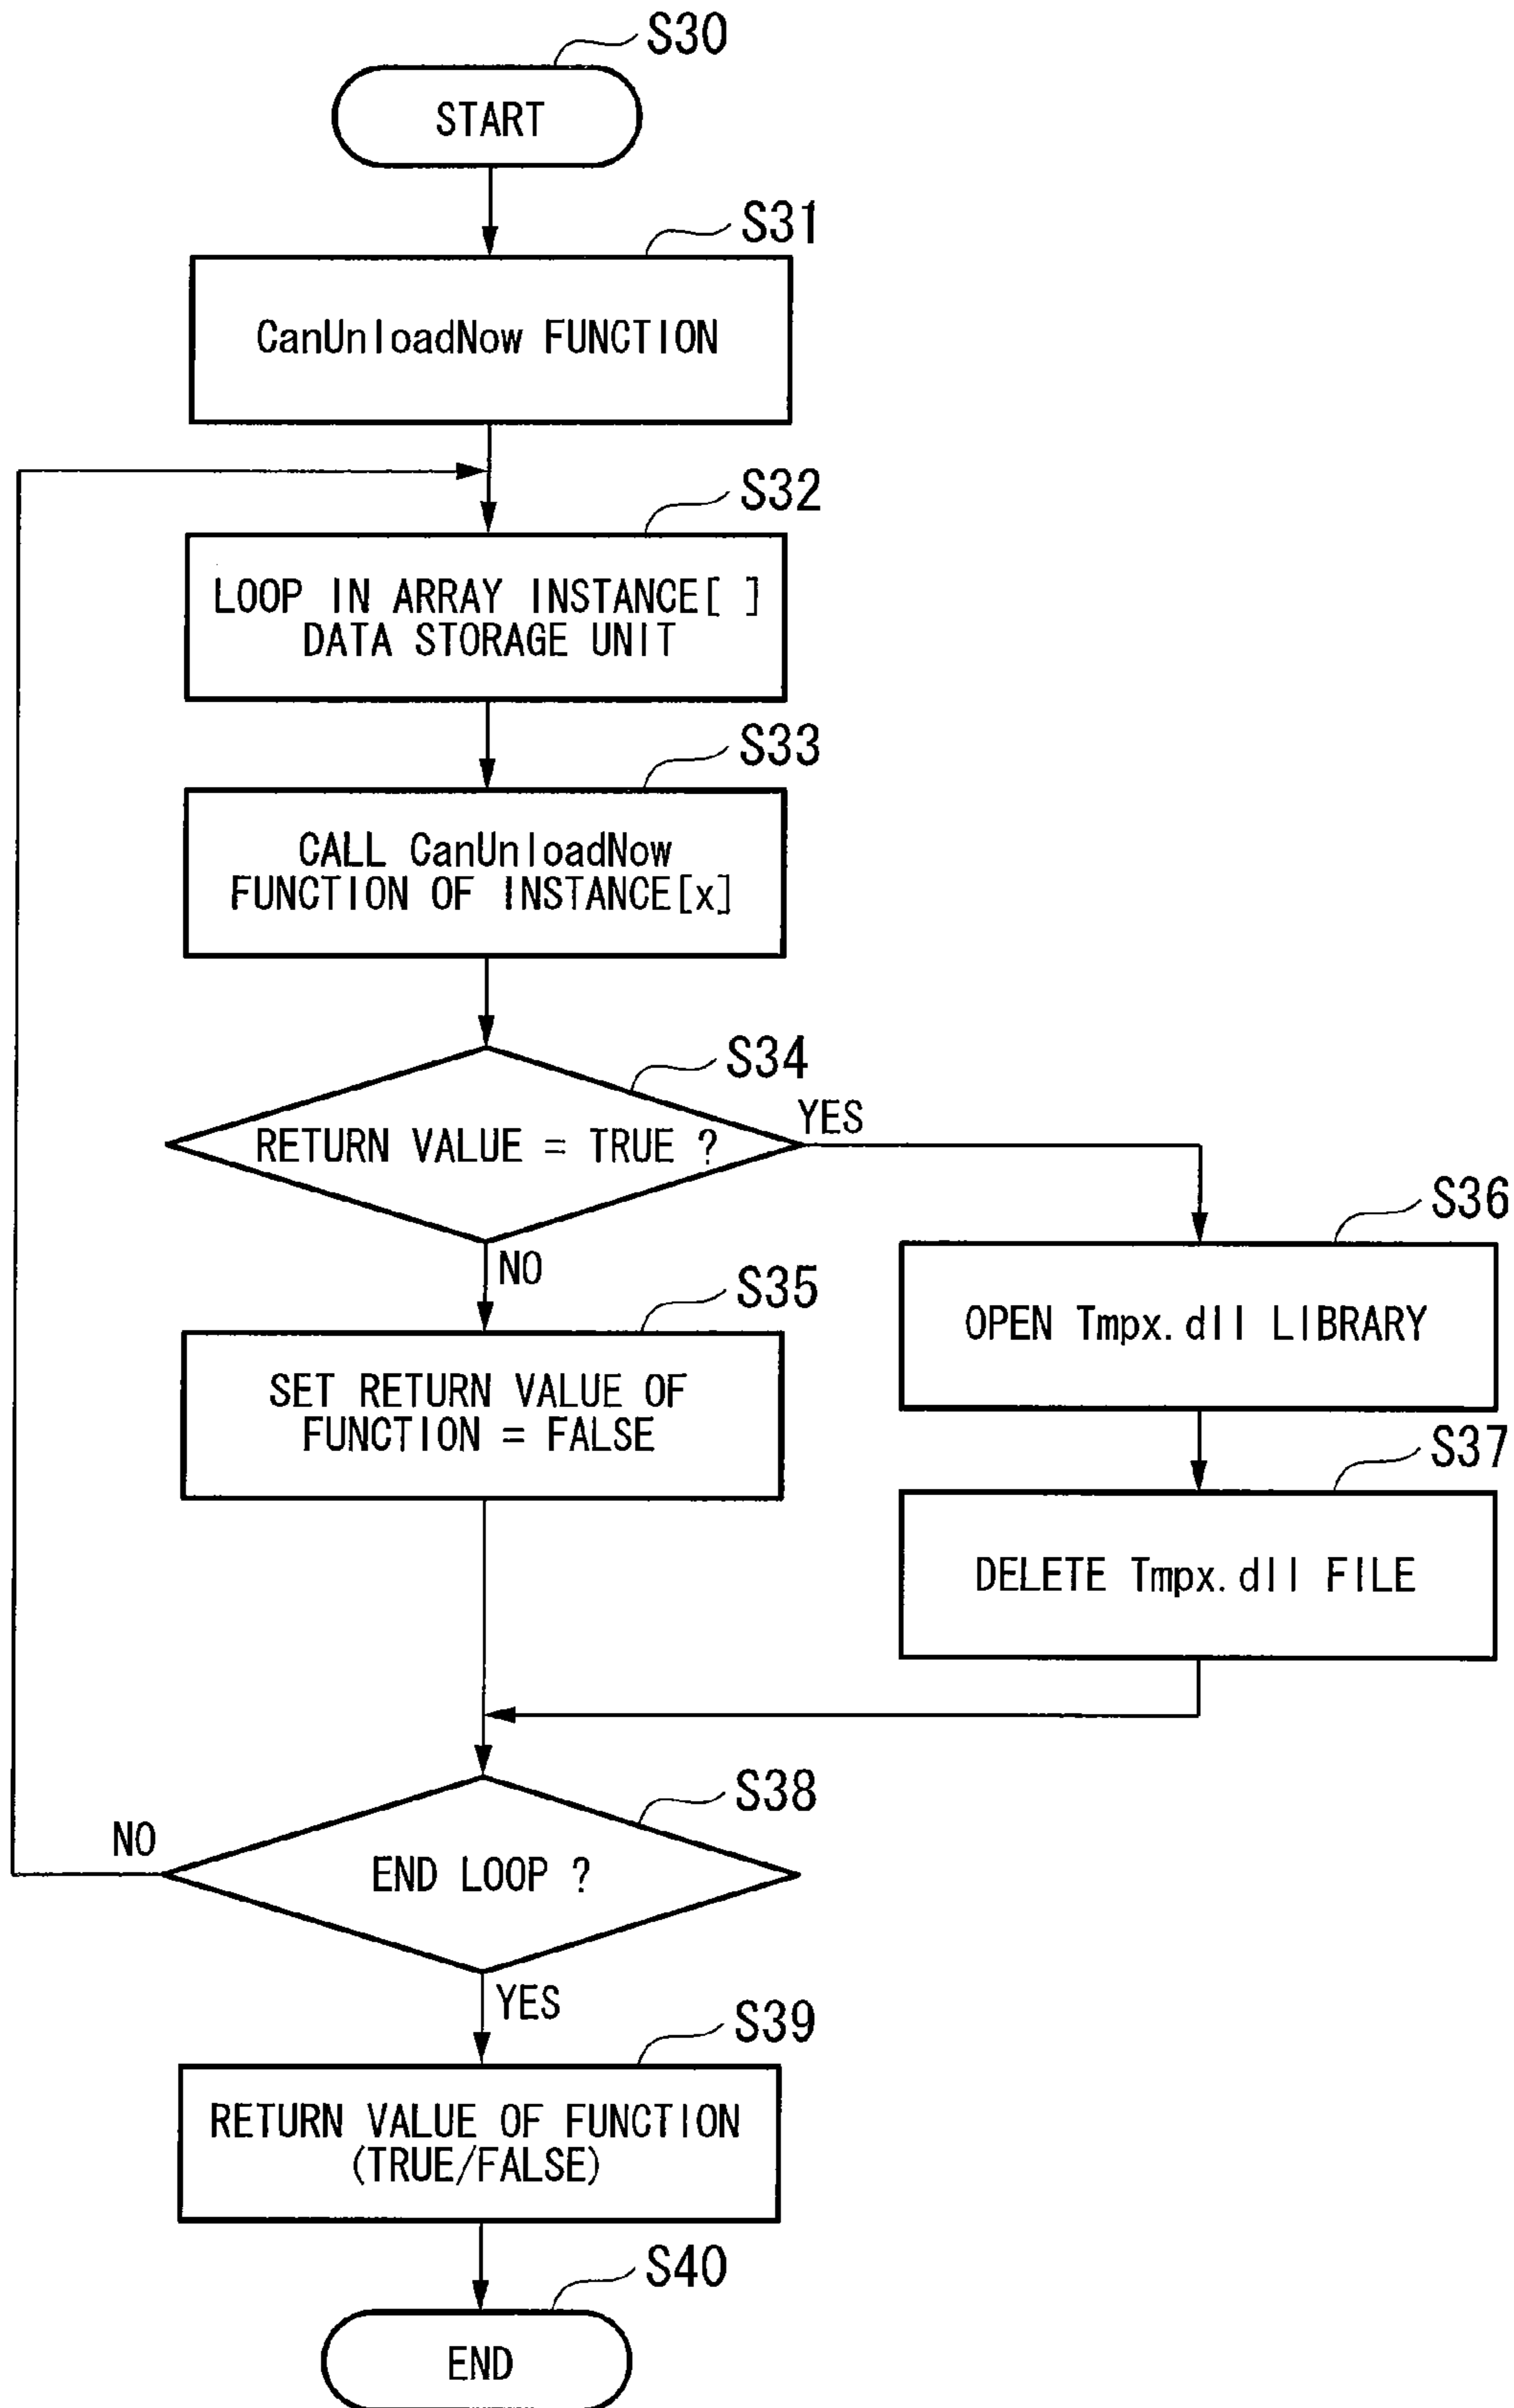 S30
START
S31
CanUnloadNow FUNCTION
S32
LOOP IN ARRAY INSTANCE[ ]
DATA STORAGE UNIT
S33
CALL CanUnloadNow
FUNCTION OF INSTANCE[x]
S34
RETURN VALUE = TRUE ?
YES
NO
S36
OPEN Tmpx.dll LIBRARY
S35
SET RETURN VALUE OF
FUNCTION = FALSE
S37
DELETE Tmpx.dll FILE
S38
END LOOP ?
NO
YES
S39
RETURN VALUE OF FUNCTION
(TRUE/FALSE)
S40
END